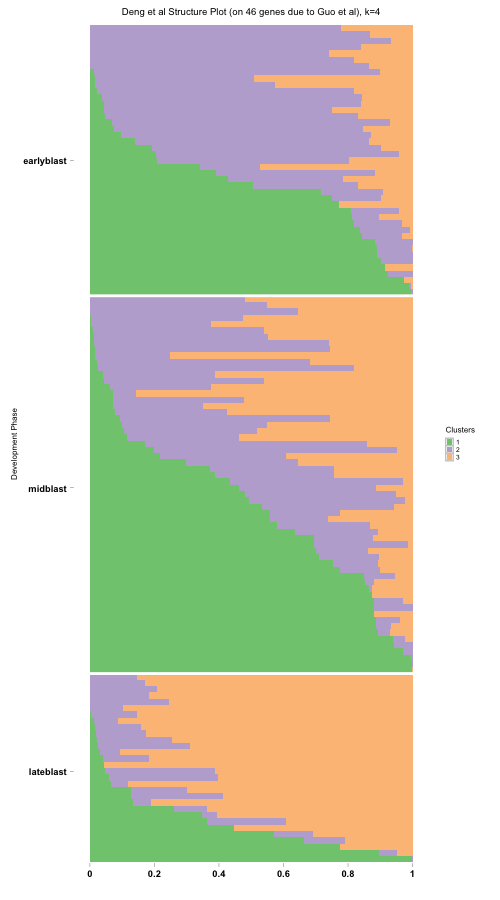 Deng et al Structure Plot (on 46 genes due to Guo et al), k=4
earlyblast
Development Phase
midblast
Clusters
1
2
3
lateblast
0 0.2 0.4 0.6 0.8 1